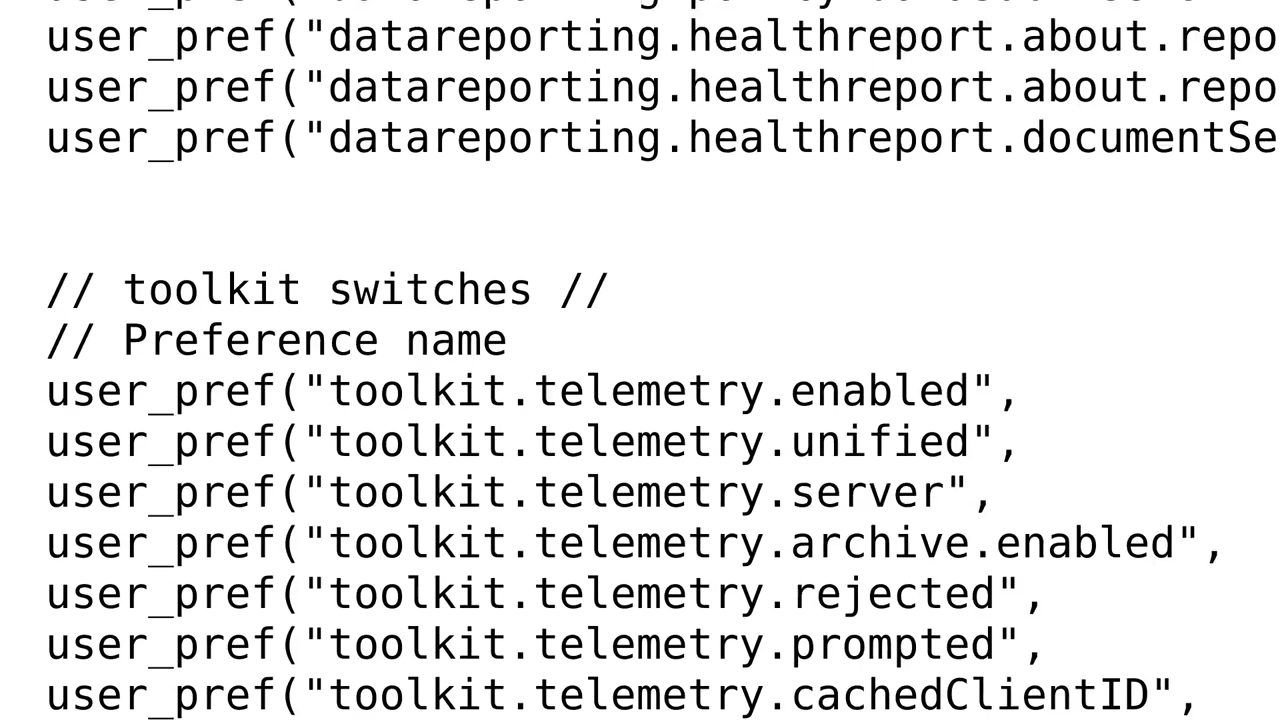 user_pref("datareporting.healthreport.about.repo
user_pref("datareporting.healthreport.about.repo
user_pref("datareporting.healthreport.documentSe
// toolkit switches //
// Preference name
user_pref("toolkit.telemetry.enabled",
user_pref("toolkit.telemetry.unified",
user_pref("toolkit.telemetry.server",
user_pref("toolkit.telemetry.archive.enabled",
user_pref("toolkit.telemetry.rejected",
user_pref("toolkit.telemetry.prompted",
user_pref("toolkit.telemetry.cachedClientID",